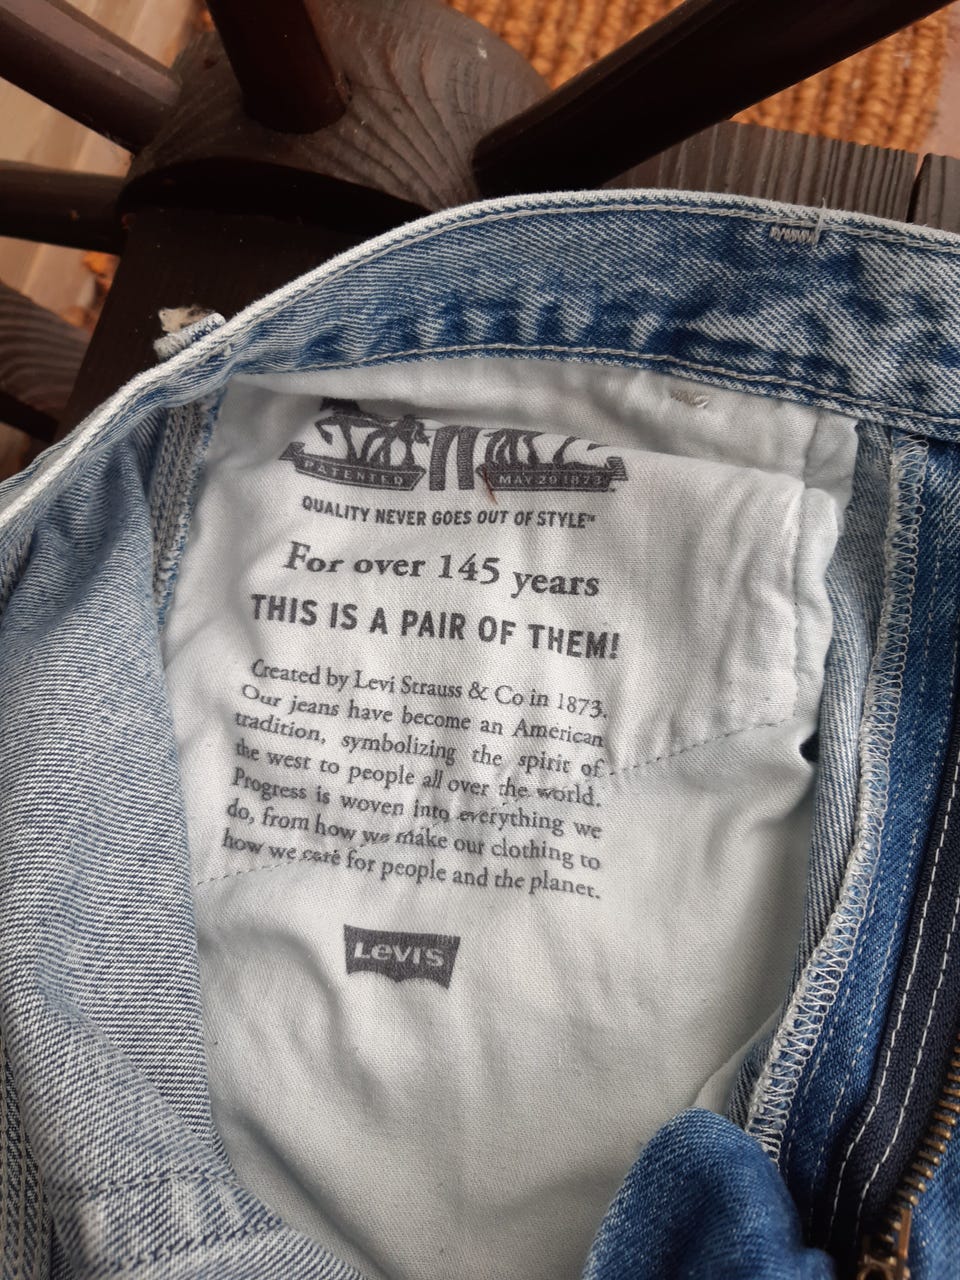 PATENTED MAY 20 1873
QUALITY NEVER GOES OUT OF STYLE™
For over 145 years
THIS IS A PAIR OF THEM!
Created by Levi Strauss & Co in 1873.
Our jeans have become an American
tradition, symbolizing the spirit of
the west to people all over the world.
Progress is woven into everything we
do, from how we make our clothing to
how we care for people and the planet.
LEVI'S